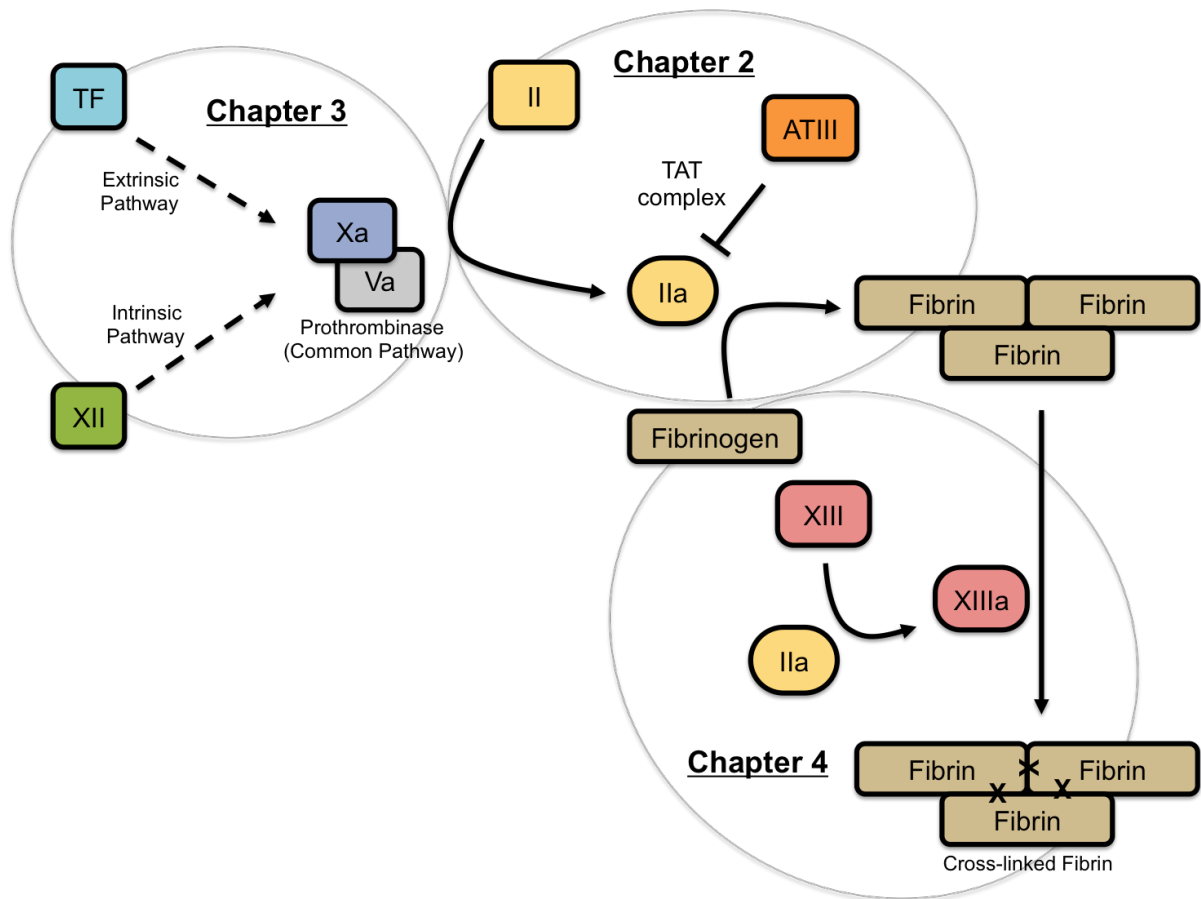 TF
Chapter 3
Extrinsic
Pathway
Xa
Va
Intrinsic
Pathway
Prothrombinase
(Common Pathway)
XII
II
Chapter 2
ATIII
TAT
complex
IIa
Fibrin
Fibrin
Fibrin
Fibrinogen
XIII
XIIIa
IIa
Chapter 4
Fibrin
Fibrin
X
X
X
Fibrin
Cross-linked Fibrin